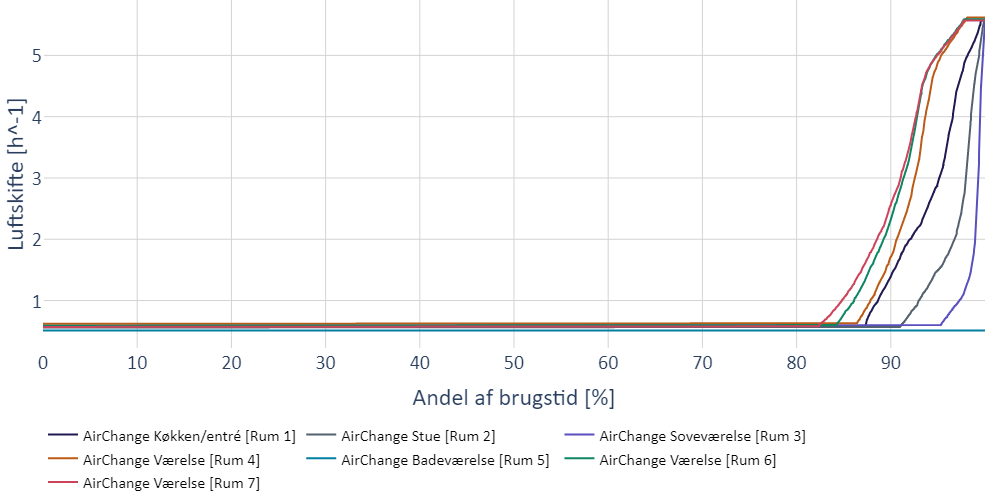 Luftskifte [h^-1]
5
4
3
2
1
0 10 20 30 40 50 60 70 80 90
Andel af brugstid [%]
AirChange Køkken/entré [Rum 1] AirChange Stue [Rum 2] AirChange Soveværelse [Rum 3]
AirChange Værelse [Rum 4] AirChange Badeværelse [Rum 5] AirChange Værelse [Rum 6]
AirChange Værelse [Rum 7]